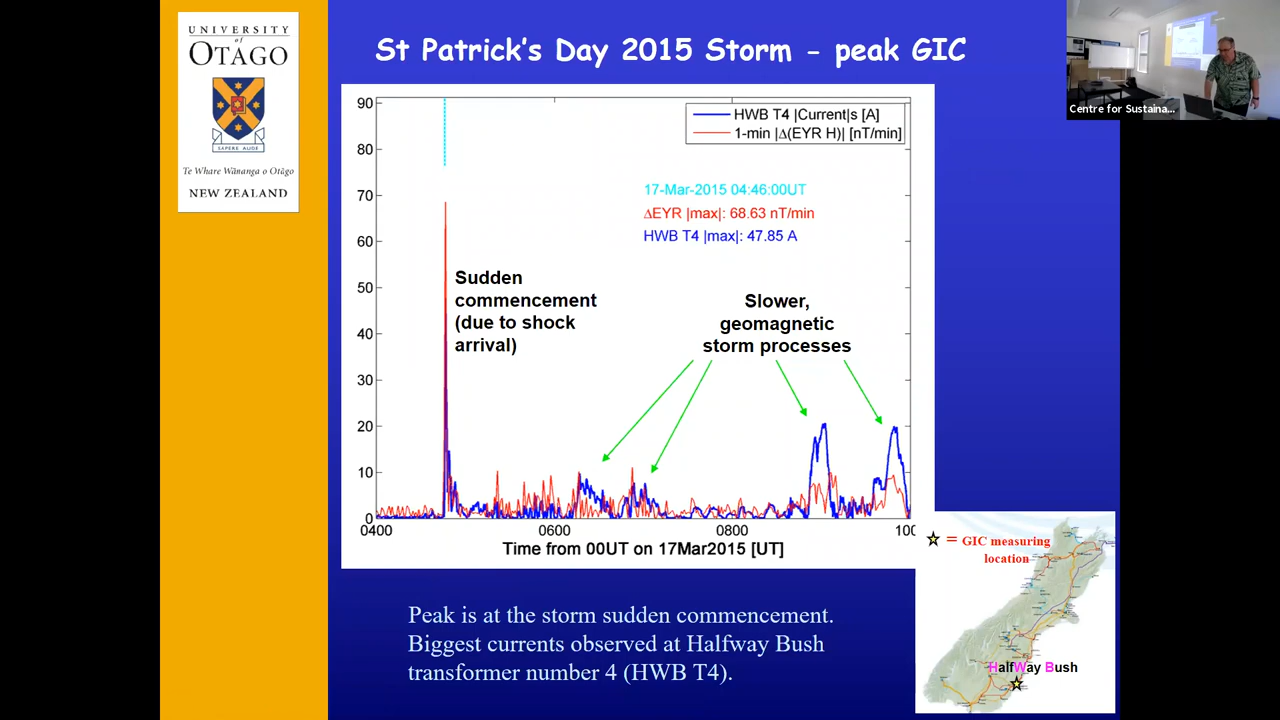 UNIVERSITY
of
OTAGO
SAPERE AUDE
Te Whare Wānanga o Otāgo
NEW ZEALAND
St Patrick's Day 2015 Storm - peak GIC
90
80
70
60
50
40
30
20
10
0
HWB T4 |Current|s [A]
1-min |Δ(EYR H)| [nT/min]
17-Mar-2015 04:46:00UT
ΔEYR |max|: 68.63 nT/min
HWB T4 |max|: 47.85 A
Sudden
commencement
(due to shock
arrival)
Slower,
geomagnetic
storm processes
0400
0600
0800
100
Time from 00UT on 17Mar2015 [UT]
Peak is at the storm sudden commencement.
Biggest currents observed at Halfway Bush
transformer number 4 (HWB T4).
= GIC measuring
location
HalfWay Bush
Centre for Sustaina...